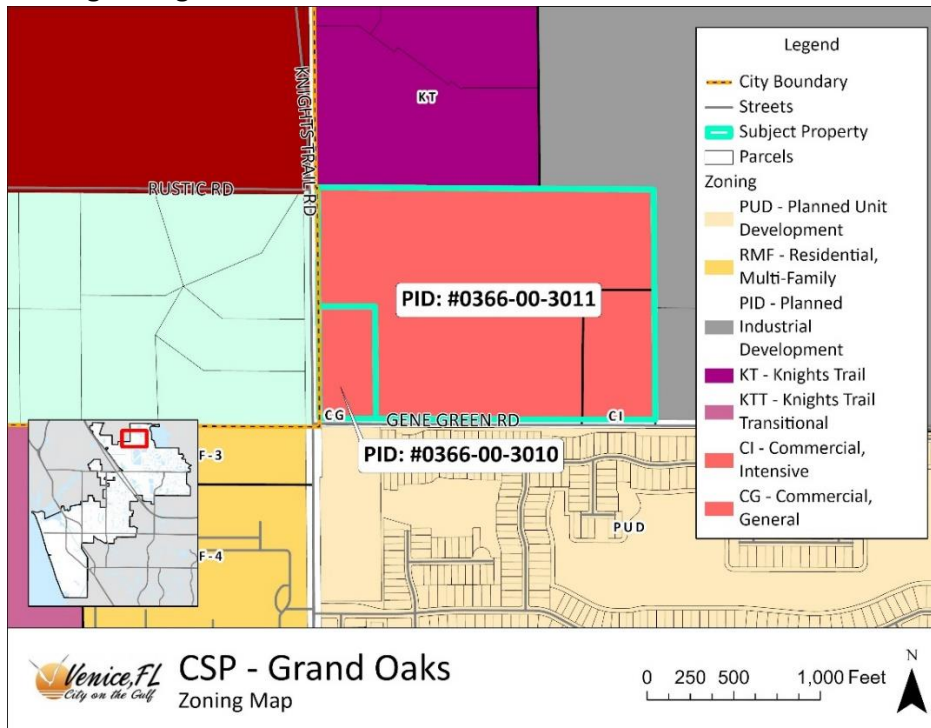 KNIGHTS TRAIL RD
KT
RUSTIC RD
PID: #0366-00-3011
CG
GENE GREEN RD
CI
PID: #0366-00-3010
F-3
F-4
PUD
Legend
City Boundary
Streets
Subject Property
Parcels
Zoning
PUD - Planned Unit
Development
RMF - Residential,
Multi-Family
PID - Planned
Industrial
Development
KT - Knights Trail
KTT - Knights Trail
Transitional
CI - Commercial,
Intensive
CG - Commercial,
General
Venice, FL
City on the Gulf
CSP - Grand Oaks
Zoning Map
0 250 500 1,000 Feet
N